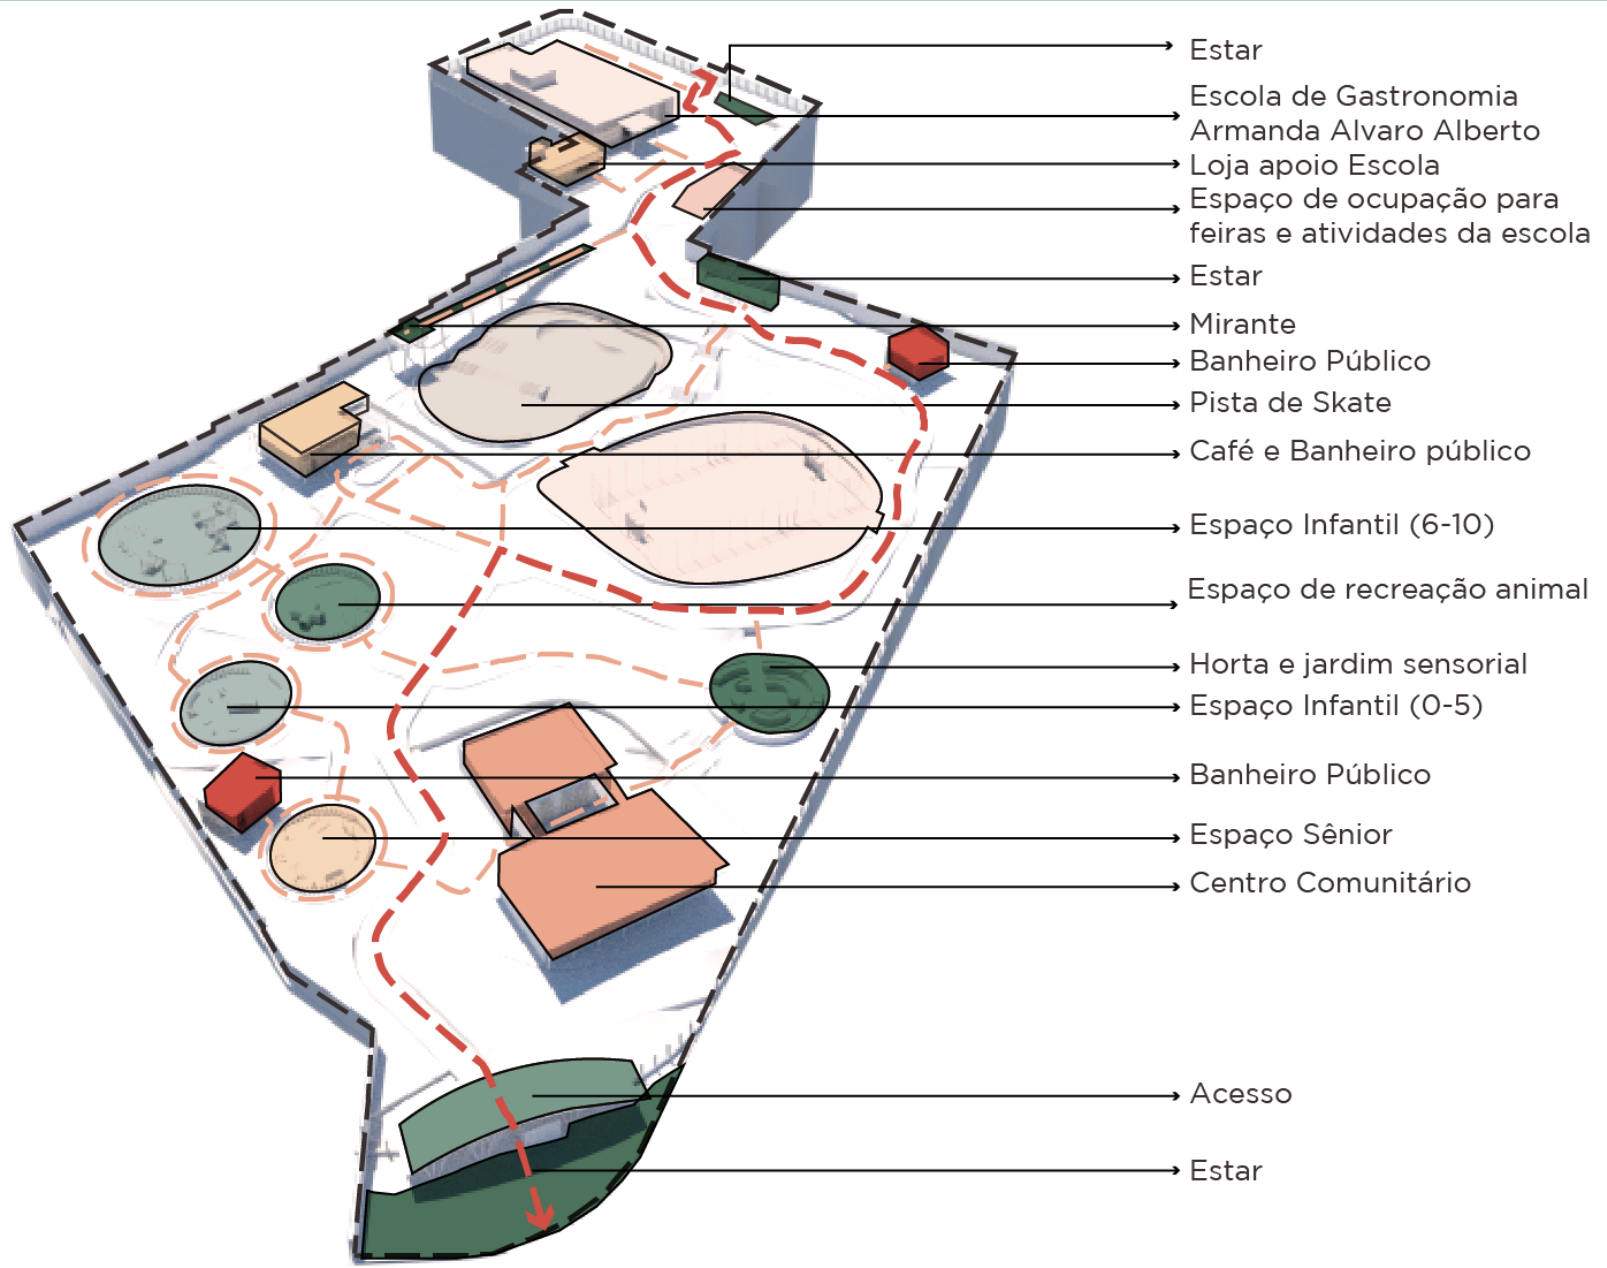 Estar
Escola de Gastronomia
Armanda Alvaro Alberto
Loja apoio Escola
Espaço de ocupação para
feiras e atividades da escola
Estar
Mirante
Banheiro Público
Pista de Skate
Café e Banheiro público
Espaço Infantil (6-10)
Espaço de recreação animal
Horta e jardim sensorial
Espaço Infantil (0-5)
Banheiro Público
Espaço Sênior
Centro Comunitário
Acesso
Estar